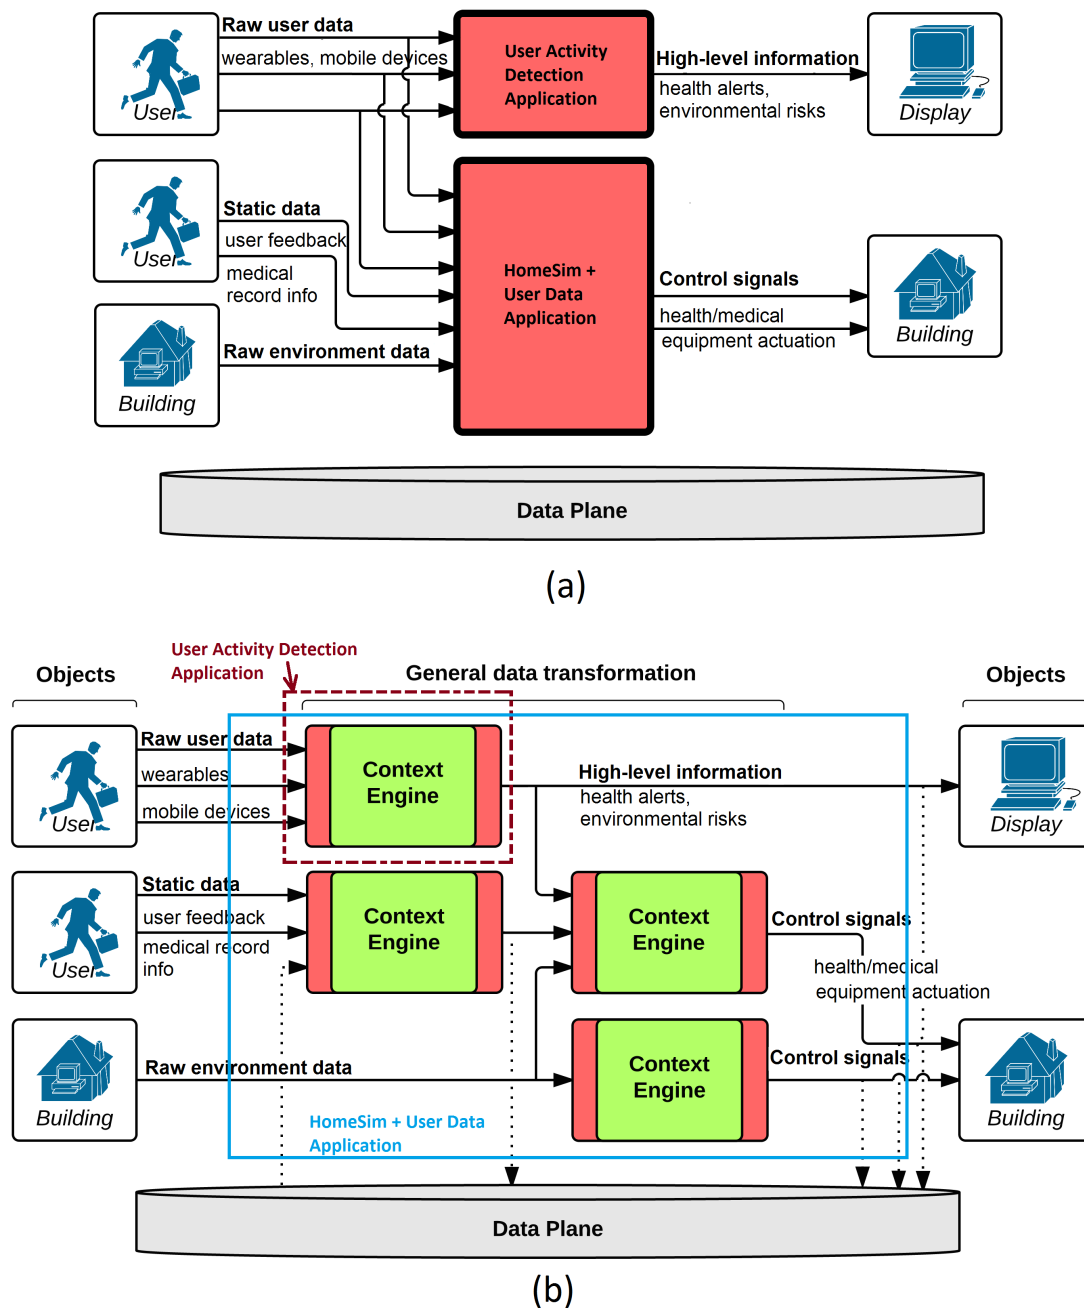 Raw user data
wearables, mobile devices
User
User Activity
Detection
Application
High-level information
health alerts,
environmental risks
Display
Static data
user feedback
medical
record info
User
HomeSim +
User Data
Application
Control signals
health/medical
equipment actuation
Building
Raw environment data
Building
Data Plane
(a)
User Activity Detection
Application
Objects
General data transformation
Objects
Raw user data
wearables
mobile devices
User
Context
Engine
High-level information
health alerts,
environmental risks
Display
Static data
user feedback
medical record
info
User
Context
Engine
Context
Engine
Control signals
health/medical
equipment actuation
Raw environment data
Building
Context
Engine
Control signals
Building
HomeSim + User Data
Application
Data Plane
(b)